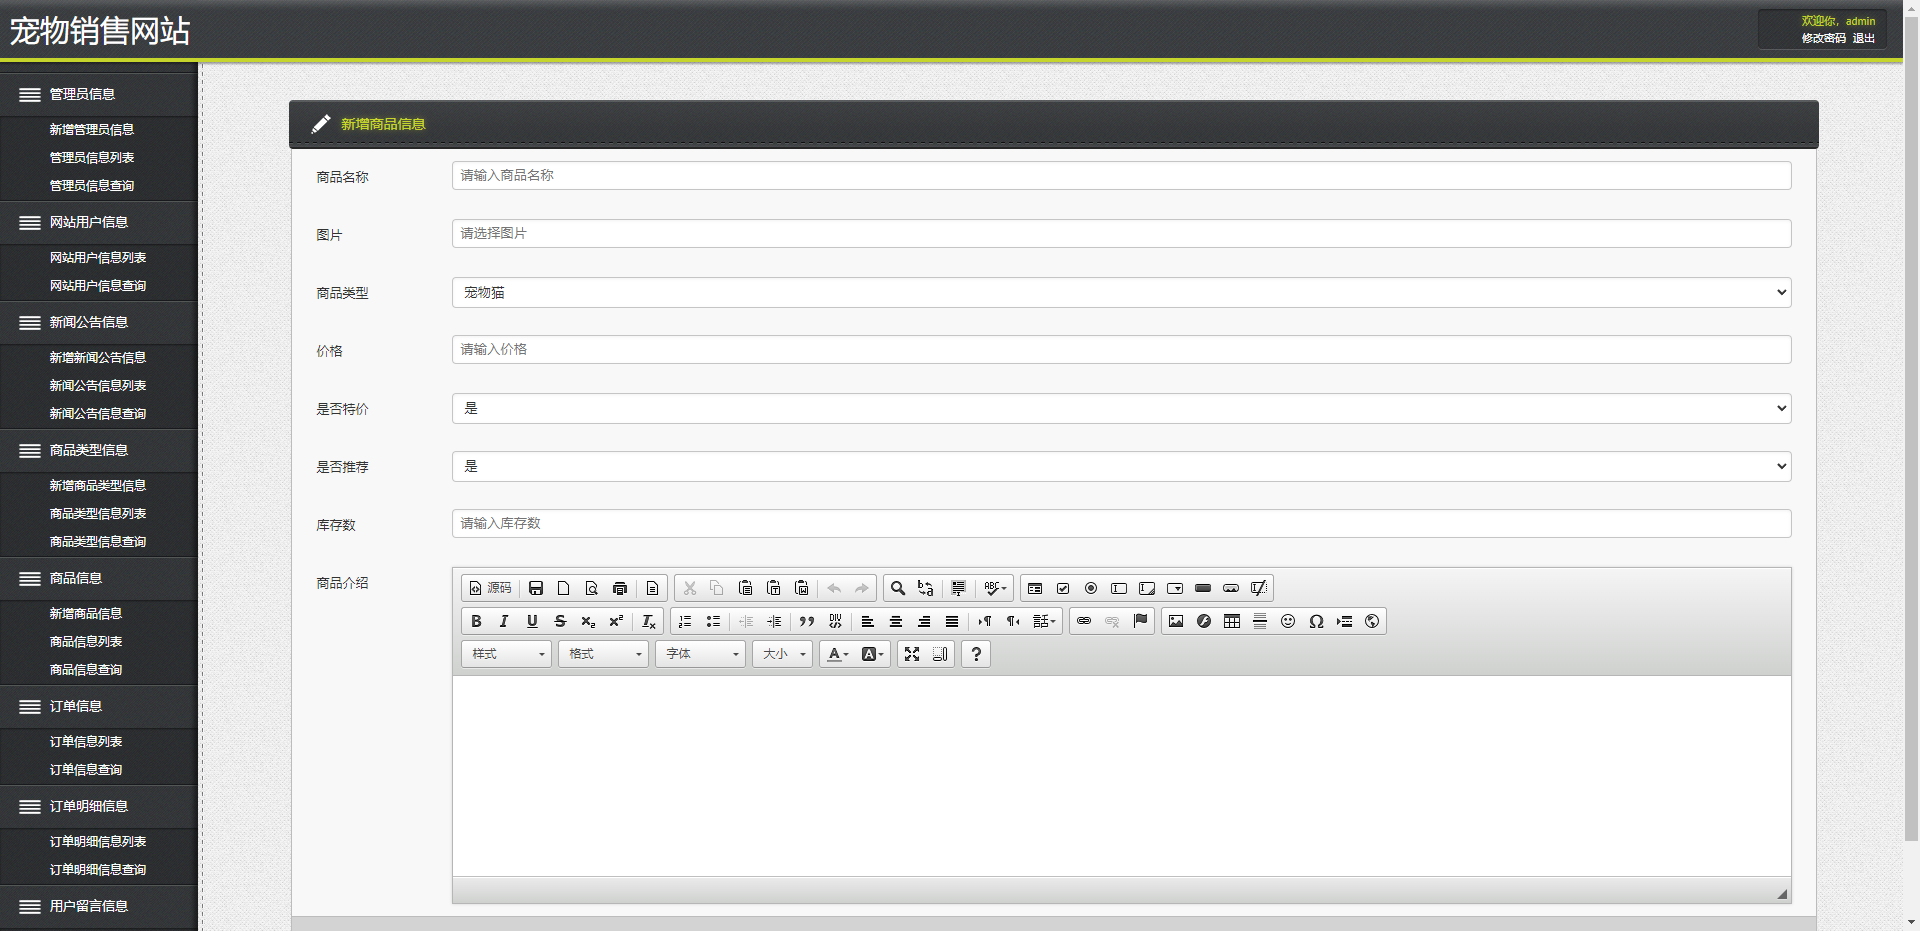 宠物销售网站
欢迎你，admin
修改密码 退出
管理员信息
新增管理员信息
管理员信息列表
管理员信息查询
网站用户信息
网站用户信息列表
网站用户信息查询
新闻公告信息
新增新闻公告信息
新闻公告信息列表
新闻公告信息查询
商品类型信息
新增商品类型信息
商品类型信息列表
商品类型信息查询
商品信息
新增商品信息
商品信息列表
商品信息查询
订单信息
订单信息列表
订单信息查询
订单明细信息
订单明细信息列表
订单明细信息查询
用户留言信息
新增商品信息
商品名称 请输入商品名称
图片 请选择图片
商品类型 宠物猫
价格 请输入价格
是否特价 是
是否推荐 是
库存数 请输入库存数
商品介绍
源码
样式 格式 字体 大小